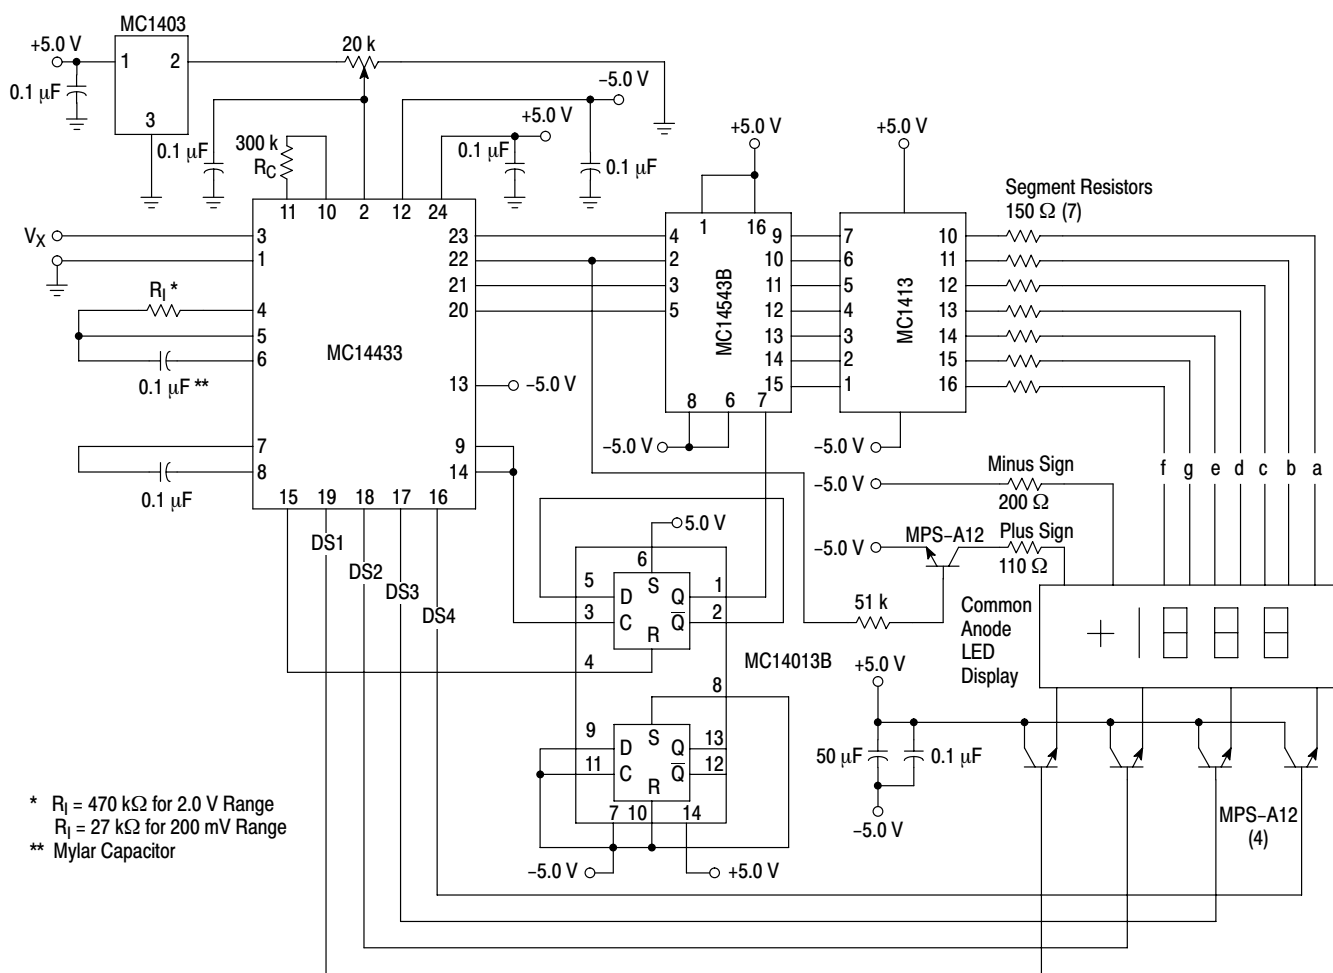 MC1403
+5.0 V
1
2
3
0.1 µF
20 k
−5.0 V
+5.0 V
0.1 µF
300 k
R_C
0.1 µF
0.1 µF
+5.0 V
+5.0 V
Segment Resistors
150 Ω (7)
11 10 2 12 24
V_X
3
1
R_I *
4
5
6
0.1 µF **
7
8
0.1 µF
MC14433
23
22
21
20
13
−5.0 V
9
14
15 19 18 17 16
1 16
4
2
3
5
MC14543B
9
10
11
12
13
14
15
8 6 7
−5.0 V
7
6
5
4
3
2
1
MC1413
10
11
12
13
14
15
16
−5.0 V
f g e d c b a
Minus Sign
−5.0 V
200 Ω
MPS−A12
Plus Sign
−5.0 V
110 Ω
51 k
DS1
DS2
DS3
DS4
5.0 V
6
5
D S Q
1
3
C R Q̅
2
4
MC14013B
8
9
D S Q
13
11
C R Q̅
12
7 10 14
−5.0 V
+5.0 V
Common
Anode
LED
Display
+5.0 V
50 µF
0.1 µF
−5.0 V
MPS−A12
(4)
* R_I = 470 kΩ for 2.0 V Range
R_I = 27 kΩ for 200 mV Range
** Mylar Capacitor